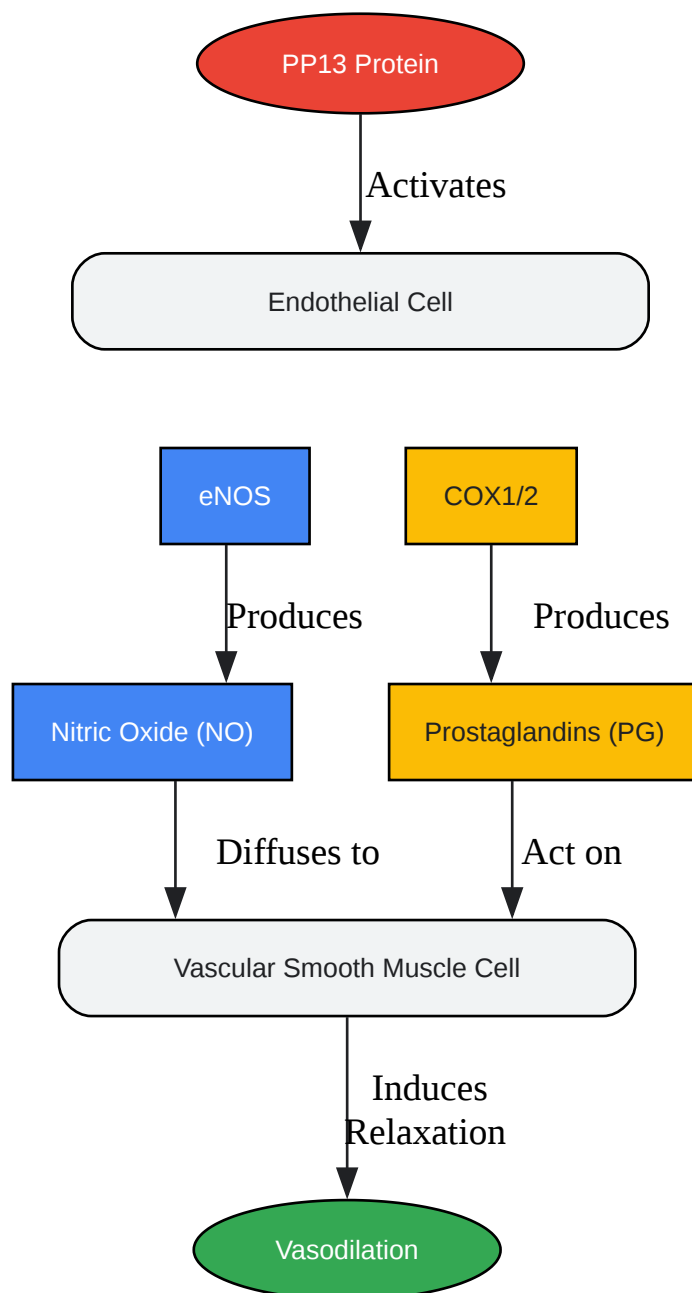 PP13 Protein
Activates
Endothelial Cell
eNOS
COX1/2
Produces
Produces
Nitric Oxide (NO)
Prostaglandins (PG)
Diffuses to
Act on
Vascular Smooth Muscle Cell
Induces
Relaxation
Vasodilation